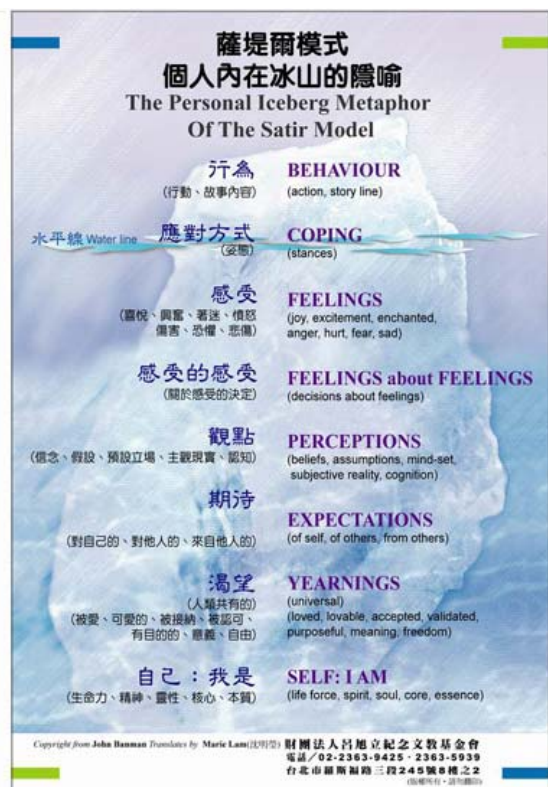 薩提爾模式
個人內在冰山的隱喻
The Personal Iceberg Metaphor
Of The Satir Model
行為 BEHAVIOUR
(行動、故事內容) (action, story line)
水平線 Water line 應對方式 COPING
(姿態) (stances)
感受 FEELINGS
(喜悅、興奮、著迷、憤怒 (joy, excitement, enchanted,
傷害、恐懼、悲傷) anger, hurt, fear, sad)
感受的感受 FEELINGS about FEELINGS
(關於感受的決定) (decisions about feelings)
觀點 PERCEPTIONS
(信念、假設、預設立場、主觀現實、認知) (beliefs, assumptions, mind-set,
subjective reality, cognition)
期待 EXPECTATIONS
(對自己的、對他人的、來自他人的) (of self, of others, from others)
渴望 YEARNINGS
(人類共有的) (universal)
(被愛、可愛的、被接納、被認可、 (loved, lovable, accepted, validated,
有目的的、意義、自由) purposeful, meaning, freedom)
自己：我是 SELF: I AM
(生命力、精神、靈性、核心、本質) (life force, spirit, soul, core, essence)
Copyright from John Banman Translates by Marie Lam 財團法人呂旭立紀念文教基金會
電話／02-2363-9425・2363-5939
台北市羅斯福路三段245號8樓之2
(版權所有・請勿翻印)